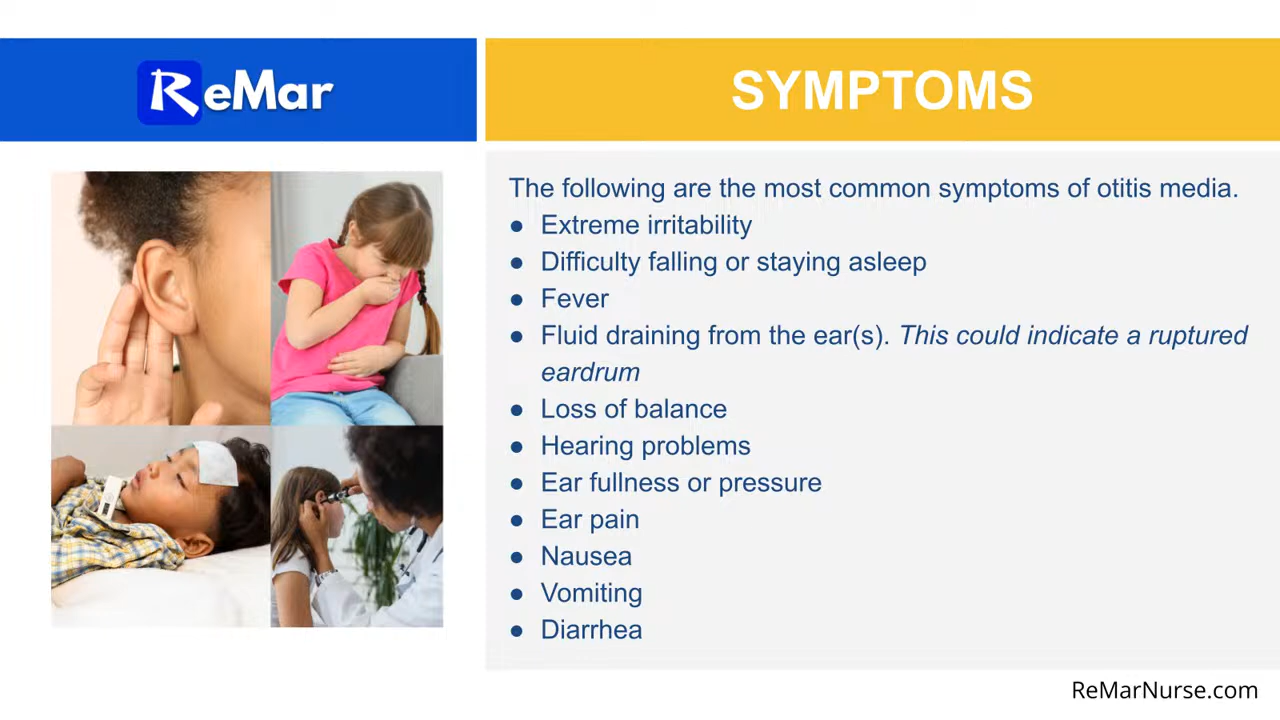 ReMar
SYMPTOMS
The following are the most common symptoms of otitis media.
● Extreme irritability
● Difficulty falling or staying asleep
● Fever
● Fluid draining from the ear(s). This could indicate a ruptured
eardrum
● Loss of balance
● Hearing problems
● Ear fullness or pressure
● Ear pain
● Nausea
● Vomiting
● Diarrhea
ReMarNurse.com